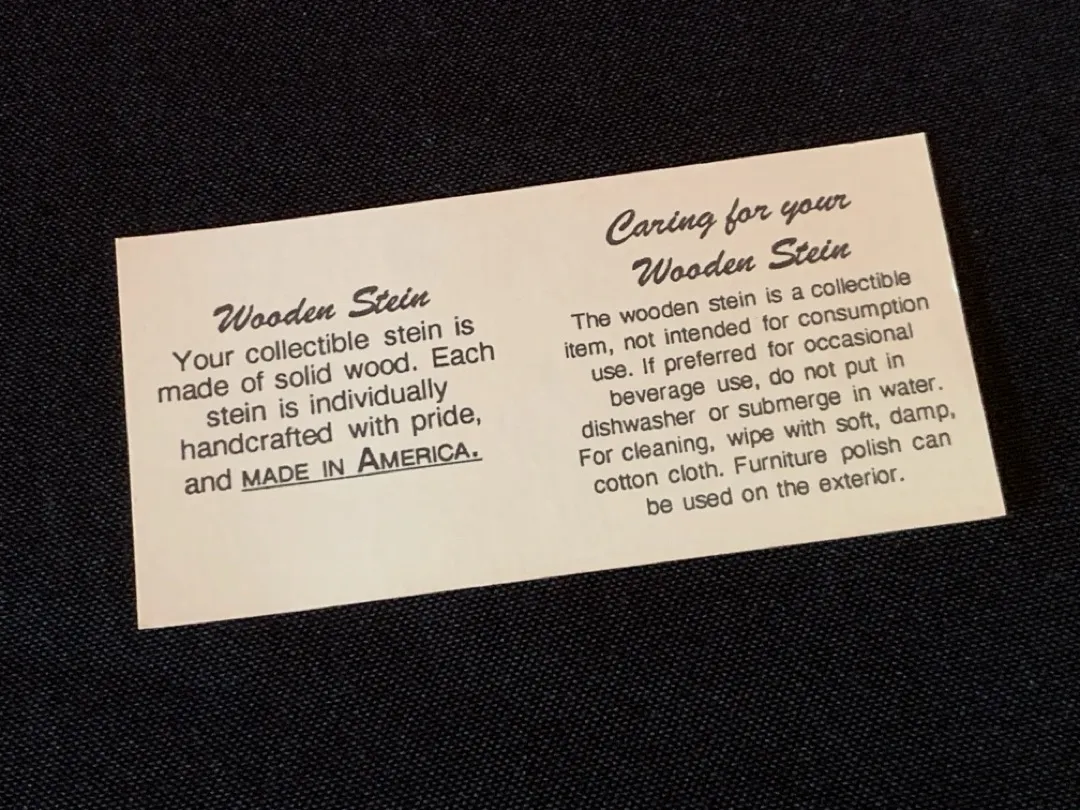 Wooden Stein
Your collectible stein is
made of solid wood. Each
stein is individually
handcrafted with pride,
and MADE IN AMERICA.
Caring for your
Wooden Stein
The wooden stein is a collectible
item, not intended for consumption
use. If preferred for occasional
beverage use, do not put in
dishwasher or submerge in water.
For cleaning, wipe with soft, damp,
cotton cloth. Furniture polish can
be used on the exterior.